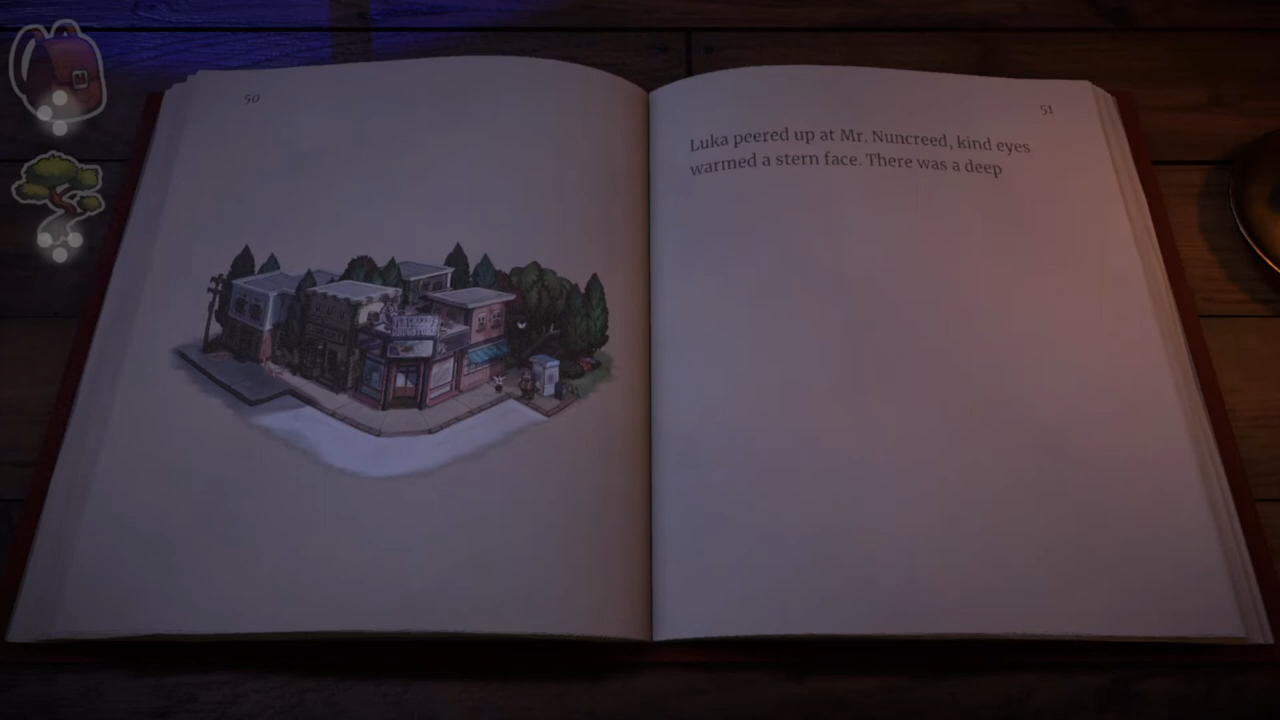 50
51
Luka peered up at Mr. Nuncreed, kind eyes
warmed a stern face. There was a deep